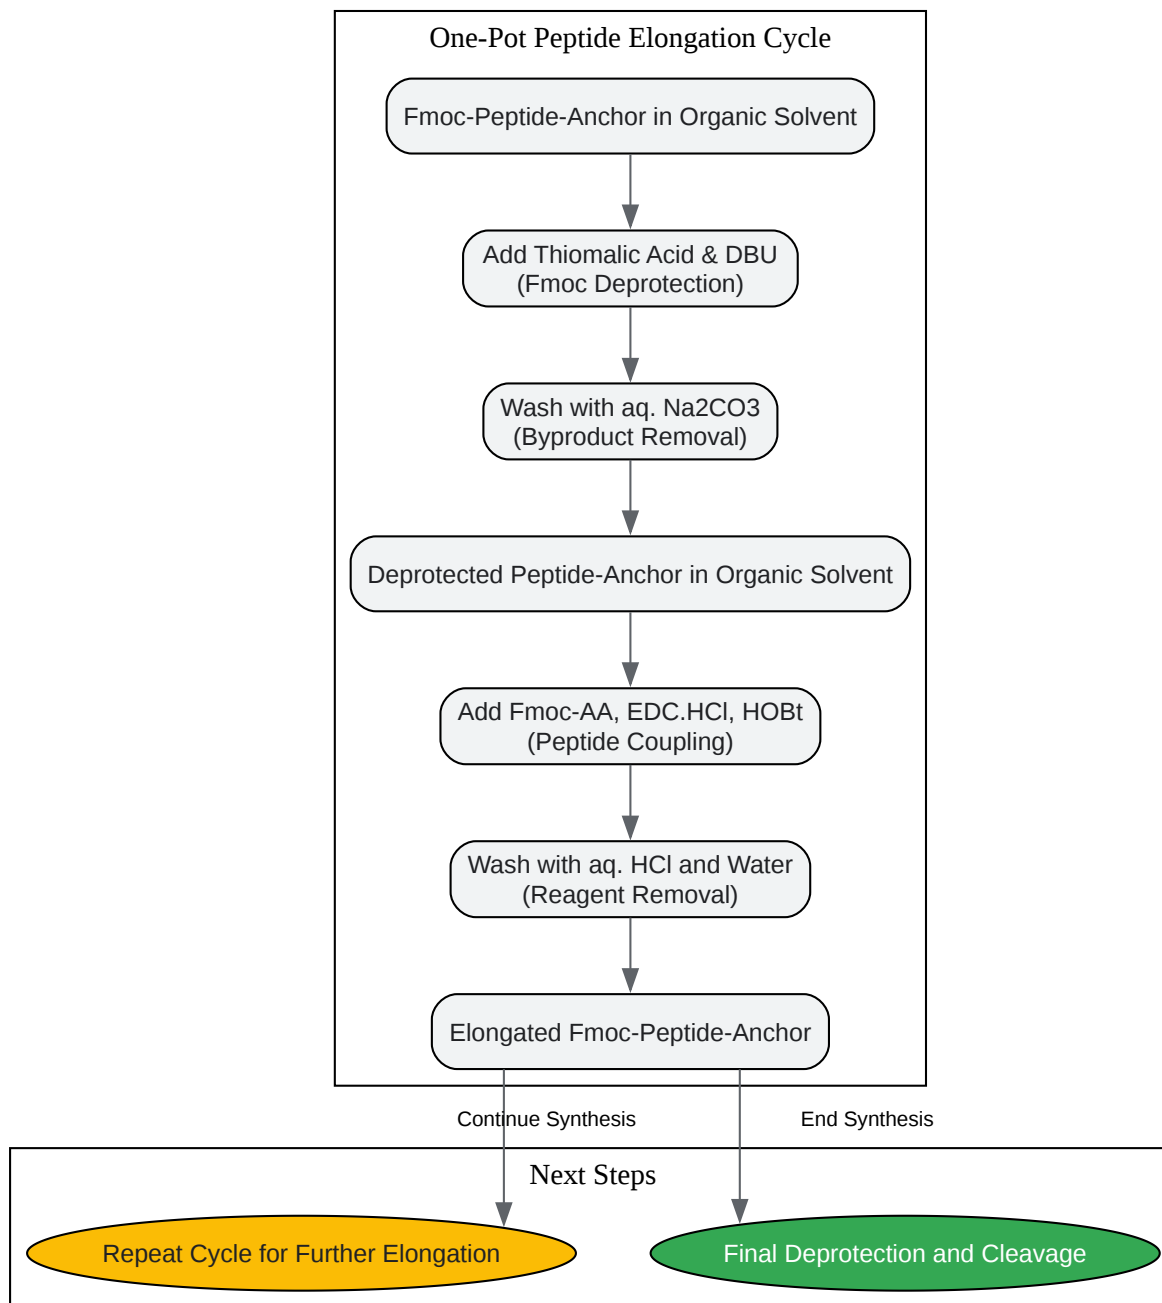 One-Pot Peptide Elongation Cycle
Fmoc-Peptide-Anchor in Organic Solvent
Add Thiomalic Acid & DBU
(Fmoc Deprotection)
Wash with aq. Na2CO3
(Byproduct Removal)
Deprotected Peptide-Anchor in Organic Solvent
Add Fmoc-AA, EDC.HCl, HOBt
(Peptide Coupling)
Wash with aq. HCl and Water
(Reagent Removal)
Elongated Fmoc-Peptide-Anchor
Continue Synthesis
End Synthesis
Next Steps
Repeat Cycle for Further Elongation
Final Deprotection and Cleavage